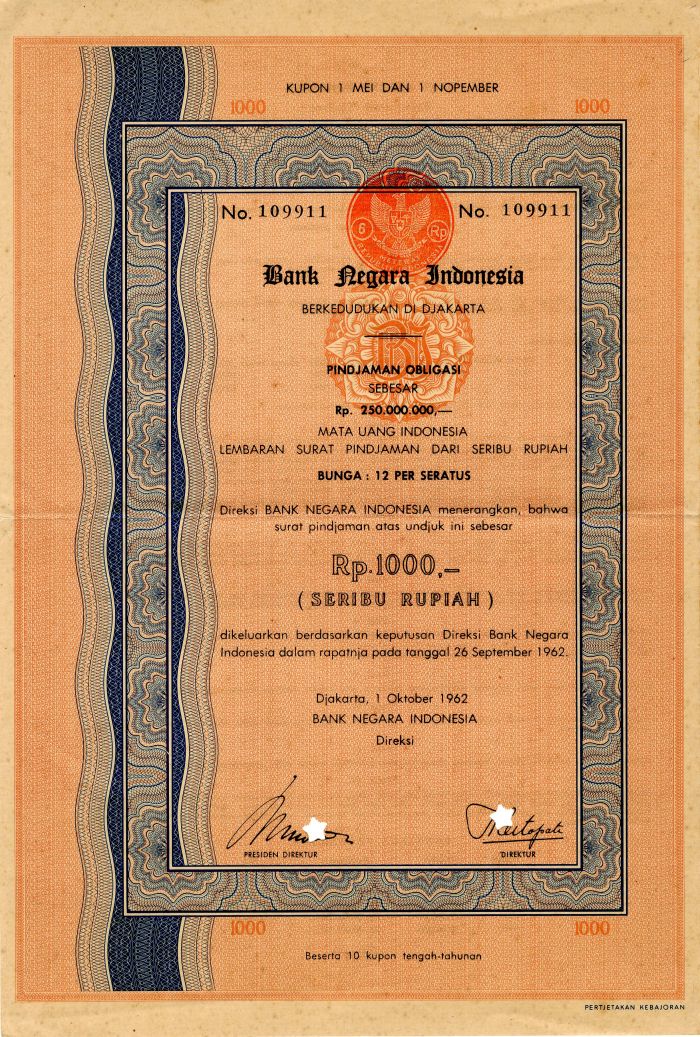 KUPON 1 MEI DAN 1 NOPEMBER
1000 1000
No. 109911 No. 109911
6 Rp
Bank Negara Indonesia
BERKEDUDUKAN DI DJAKARTA
PINDJAMAN OBLIGASI
SEBESAR
Rp. 250.000.000,—
MATA UANG INDONESIA
LEMBARAN SURAT PINDJAMAN DARI SERIBU RUPIAH
BUNGA : 12 PER SERATUS
Direksi BANK NEGARA INDONESIA menerangkan, bahwa
surat pindjaman atas undjuk ini sebesar
Rp.1000,–
( SERIBU RUPIAH )
dikeluarkan berdasarkan keputusan Direksi Bank Negara
Indonesia dalam rapatnja pada tanggal 26 September 1962.
Djakarta, 1 Oktober 1962
BANK NEGARA INDONESIA
Direksi
PRESIDEN DIREKTUR DIREKTUR
1000 1000
Beserta 10 kupon tengah-tahunan
PERTJETAKAN KEBAJORAN